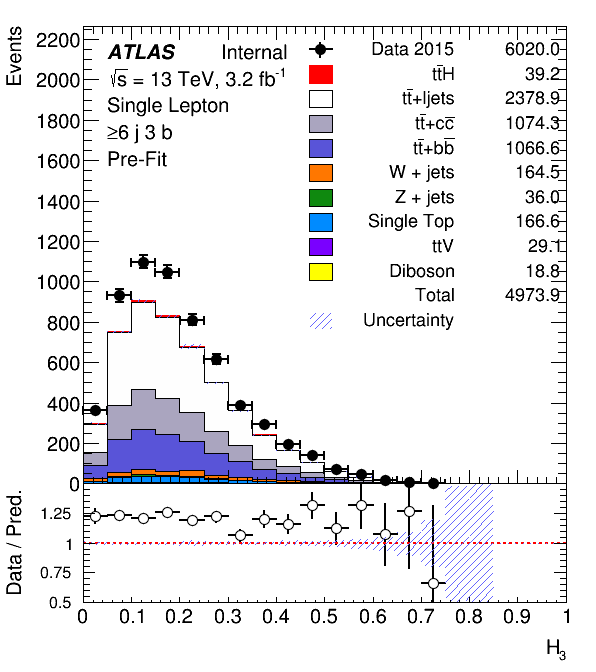 Events
2200
2000
1800
1600
1400
1200
1000
800
600
400
200
0
ATLAS Internal
√s = 13 TeV, 3.2 fb⁻¹
Single Lepton
≥6 j 3 b
Pre-Fit
Data 2015 6020.0
tt̄H 39.2
tt̄+ljets 2378.9
tt̄+cc̄ 1074.3
tt̄+bb̄ 1066.6
W + jets 164.5
Z + jets 36.0
Single Top 166.6
ttV 29.1
Diboson 18.8
Total 4973.9
Uncertainty
Data / Pred.
1.25
1
0.75
0.5
0 0.1 0.2 0.3 0.4 0.5 0.6 0.7 0.8 0.9 1
H₃